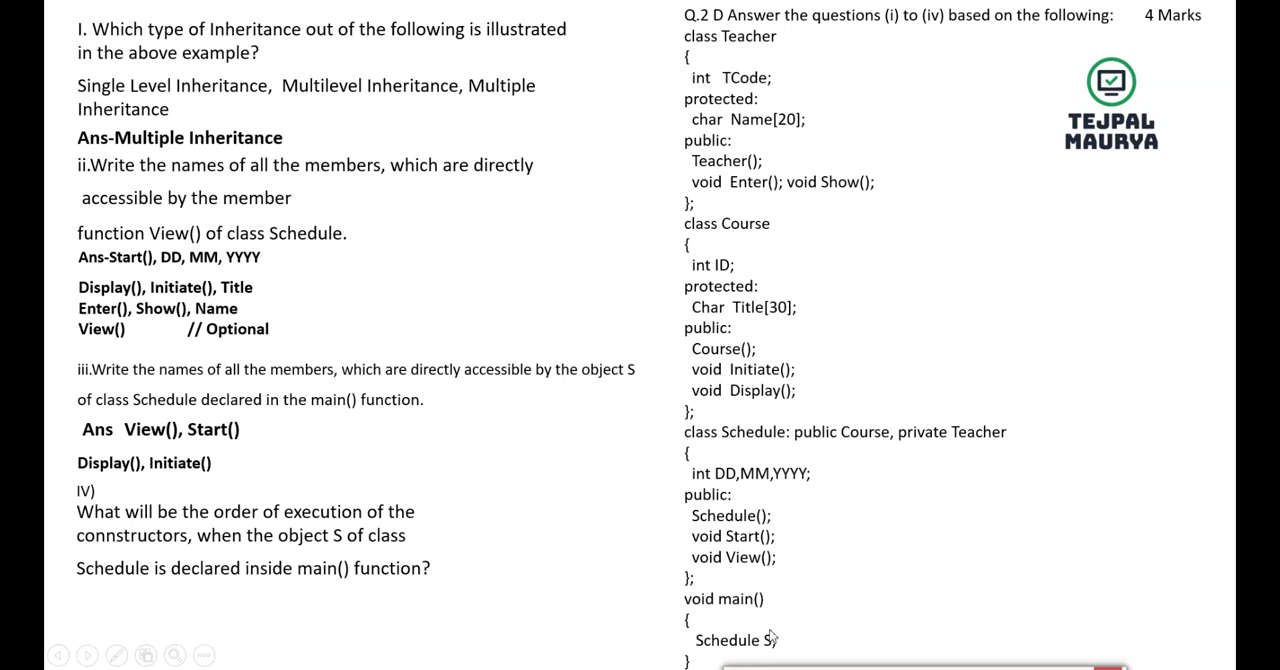 I. Which type of Inheritance out of the following is illustrated
in the above example?
Single Level Inheritance,  Multilevel Inheritance, Multiple
Inheritance
Ans-Multiple Inheritance
ii.Write the names of all the members, which are directly
accessible by the member
function View() of class Schedule.
Ans-Start(), DD, MM, YYYY
Display(), Initiate(), Title
Enter(), Show(), Name
View()          // Optional
iii.Write the names of all the members, which are directly accessible by the object S
of class Schedule declared in the main() function.
Ans  View(), Start()
Display(), Initiate()
IV)
What will be the order of execution of the
connstructors, when the object S of class
Schedule is declared inside main() function?
Q.2 D Answer the questions (i) to (iv) based on the following:     4 Marks
class Teacher
{
int  TCode;
protected:
char  Name[20];
public:
Teacher();
void  Enter(); void Show();
};
class Course
{
int ID;
protected:
Char  Title[30];
public:
Course();
void  Initiate();
void  Display();
};
class Schedule: public Course, private Teacher
{
int DD,MM,YYYY;
public:
Schedule();
void Start();
void View();
};
void main()
{
Schedule S;
}
TEJPAL
MAURYA